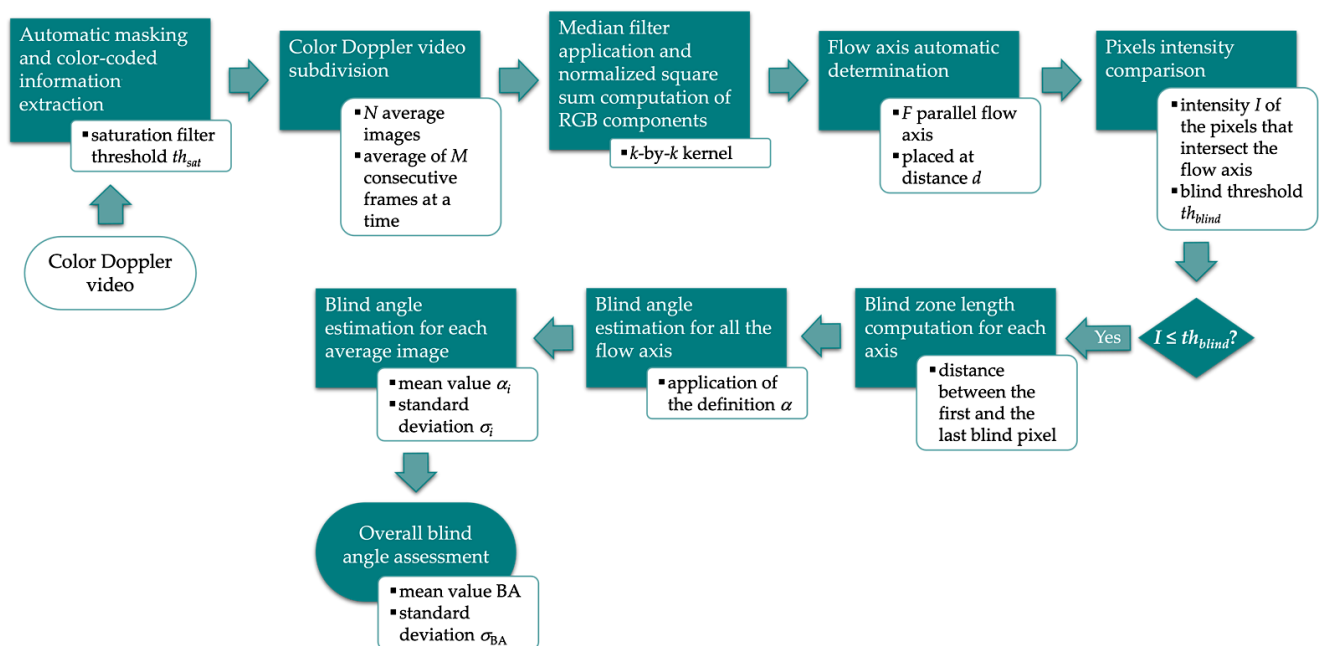 Automatic masking
and color-coded
information
extraction
▪ saturation filter
threshold th_sat
Color Doppler
video
Color Doppler video
subdivision
▪ N average
images
▪ average of M
consecutive
frames at a
time
Median filter
application and
normalized square
sum computation of
RGB components
▪ k-by-k kernel
Flow axis automatic
determination
▪ F parallel flow
axis
▪ placed at
distance d
Pixels intensity
comparison
▪ intensity I of
the pixels that
intersect the
flow axis
▪ blind threshold
th_blind
I ≤ th_blind?
Yes
Blind zone length
computation for each
axis
▪ distance
between the
first and the
last blind pixel
Blind angle
estimation for all the
flow axis
▪ application of
the definition α
Blind angle
estimation for each
average image
▪ mean value α_i
▪ standard
deviation σ_i
Overall blind
angle assessment
▪ mean value BA
▪ standard
deviation σ_BA